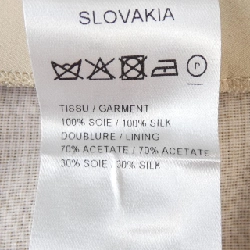 SLOVAKIA
P
TISSU / GARMENT
100% SOIE / 100% SILK
DOUBLURE / LINING
70% ACETATE / 70% ACETATE
30% SOIE / 30% SILK